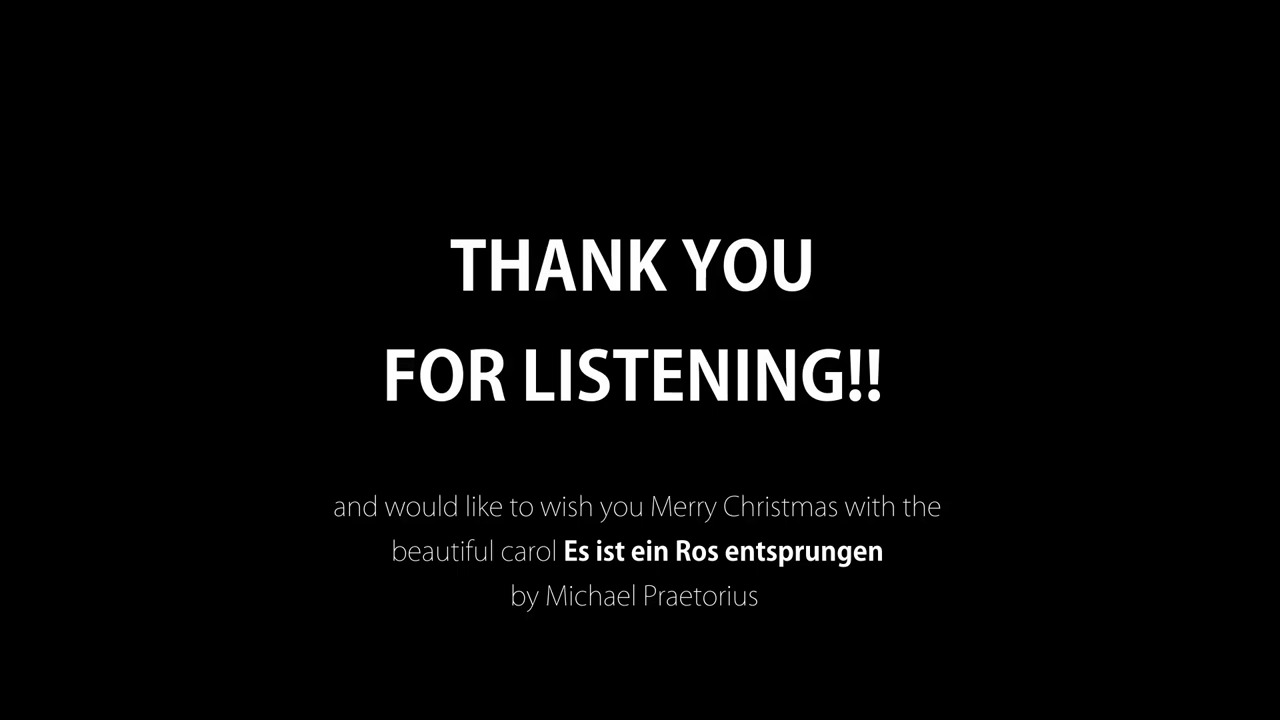 THANK YOU
FOR LISTENING!!
and would like to wish you Merry Christmas with the
beautiful carol Es ist ein Ros entsprungen
by Michael Praetorius